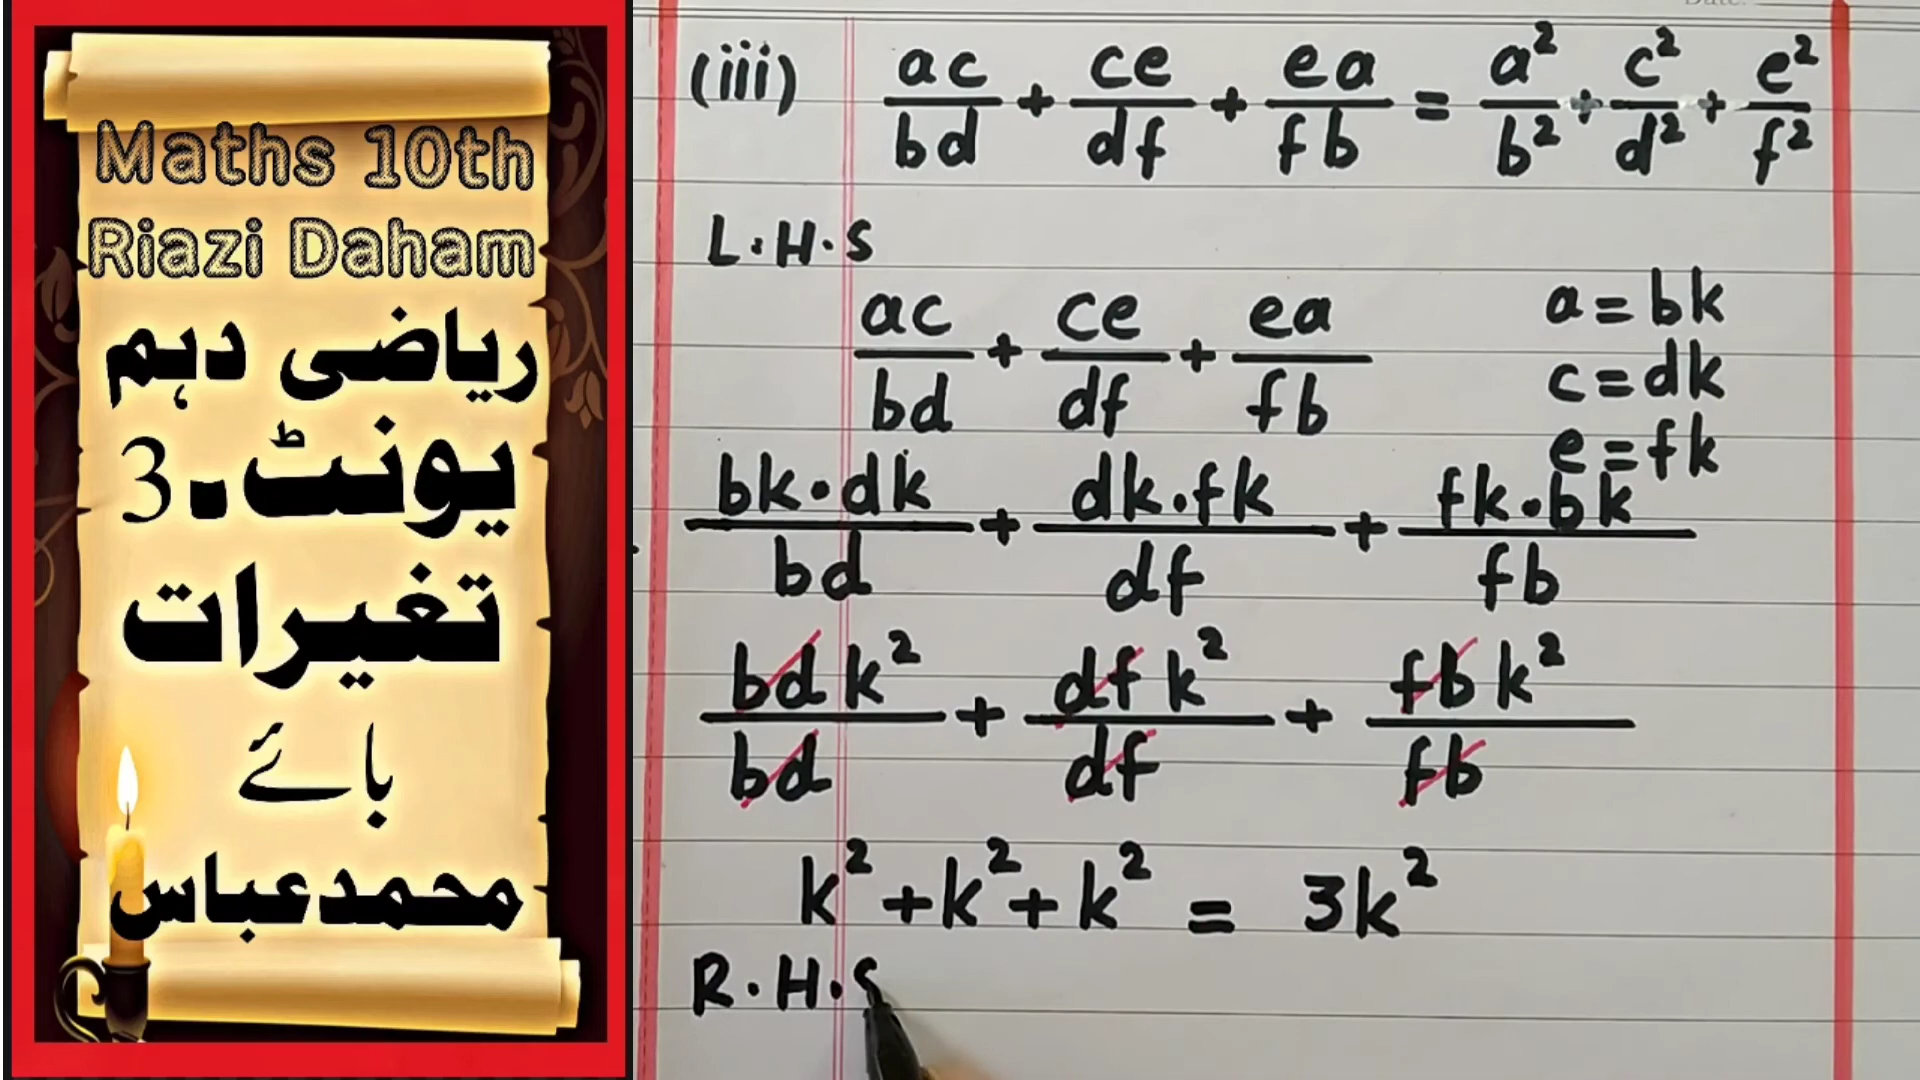 Maths 10th
Riazi Daham
ریاضی دہم
یونٹ.3
تغیرات
بائے
محمدعباس
(iii) ac/bd + ce/df + ea/fb = a²/b² + c²/d² + e²/f²
L.H.S
ac/bd + ce/df + ea/fb
a = bk
c = dk
e = fk
bk·dk/bd + dk·fk/df + fk·bk/fb
bdk²/bd + dfk²/df + fbk²/fb
k² + k² + k² = 3k²
R.H.S